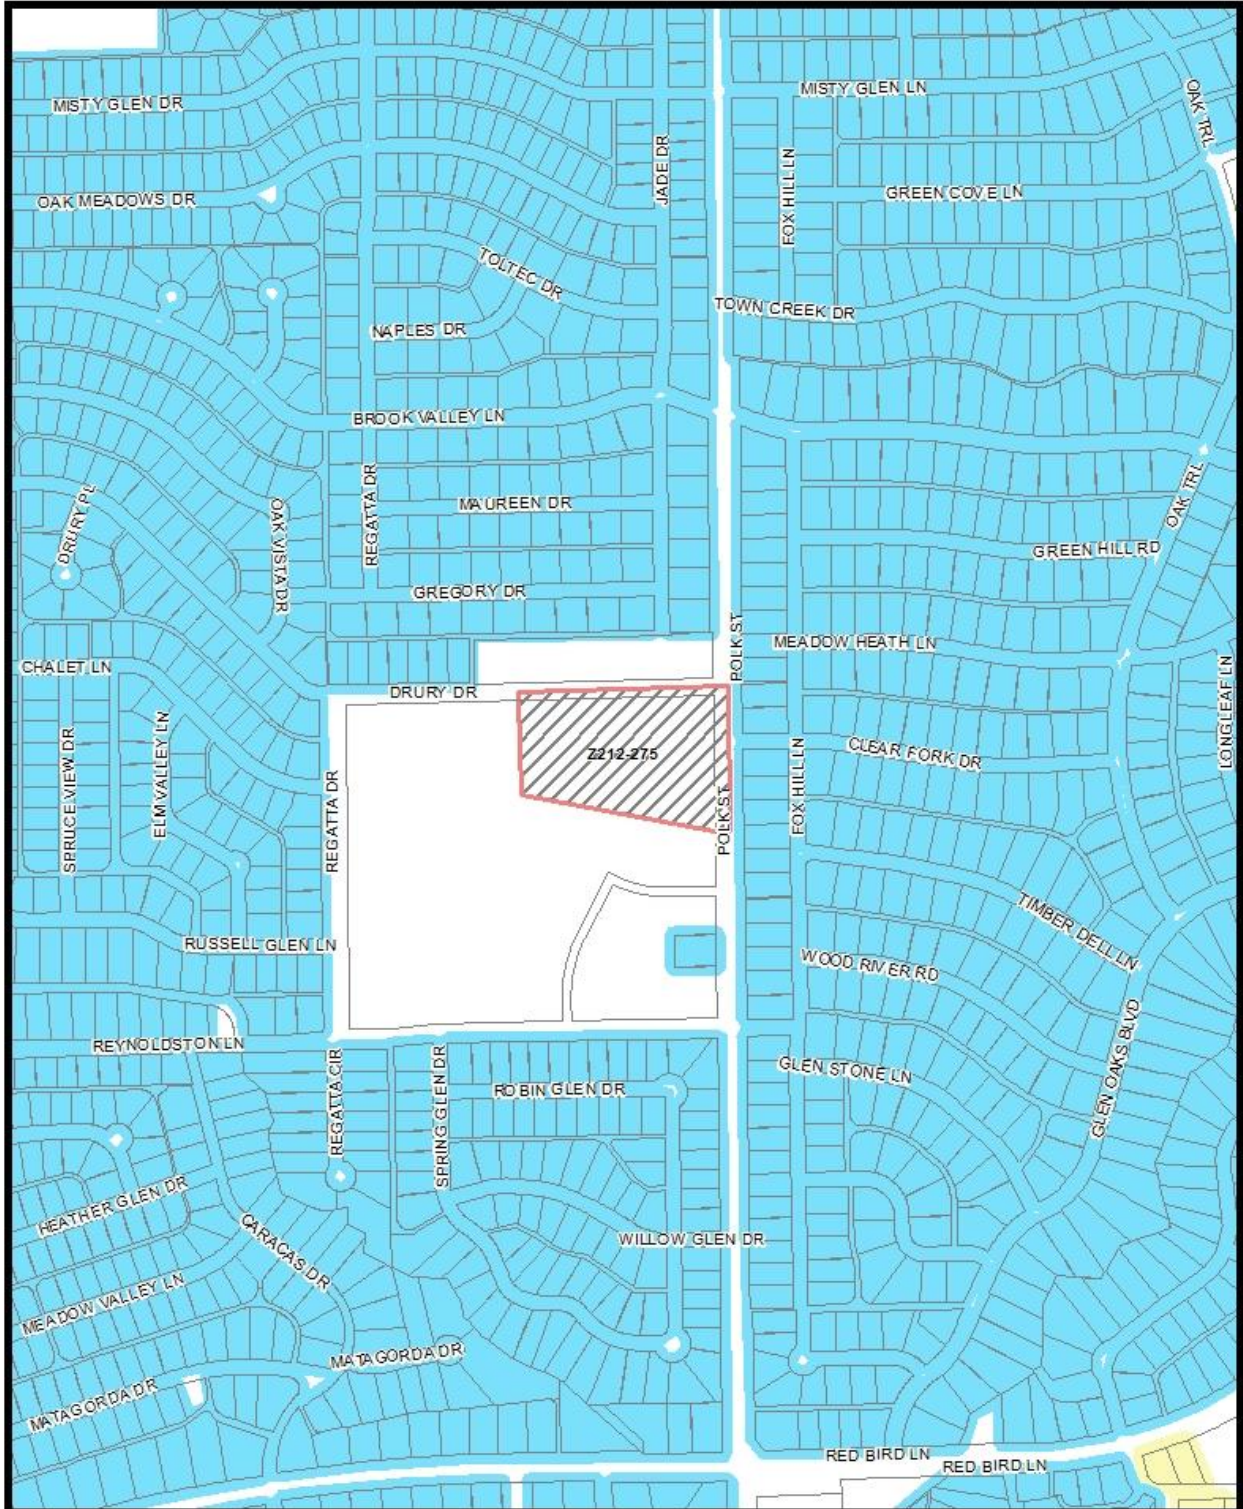 MISTY GLEN DR
MISTY GLEN LN
OAK TRL
JADE DR
FOX HILL LN
OAK MEADOWS DR
GREEN COVE LN
TOLTEC DR
TOWN CREEK DR
NAPLES DR
BROOK VALLEY LN
REGATTA DR
MAUREEN DR
OAK TRL
DRURY PL
OAK VISTA DR
GREEN HILL RD
GREGORY DR
POLK ST
MEADOW HEATH LN
CHALET LN
DRURY DR
LONGLEAF LN
Z212-275
CLEAR FORK DR
SPRUCE VIEW DR
ELM VALLEY LN
REGATTA DR
POLK ST
FOX HILL LN
TIMBER DELL LN
RUSSELL GLEN LN
WOOD RIVER RD
REYNOLDSTON LN
GLEN OAKS BLVD
REGATTA CIR
SPRING GLEN DR
ROBIN GLEN DR
GLEN STONE LN
HEATHER GLEN DR
CARACAS DR
WILLOW GLEN DR
MEADOW VALLEY LN
MATAGORDA DR
MATAGORDA DR
RED BIRD LN
RED BIRD LN